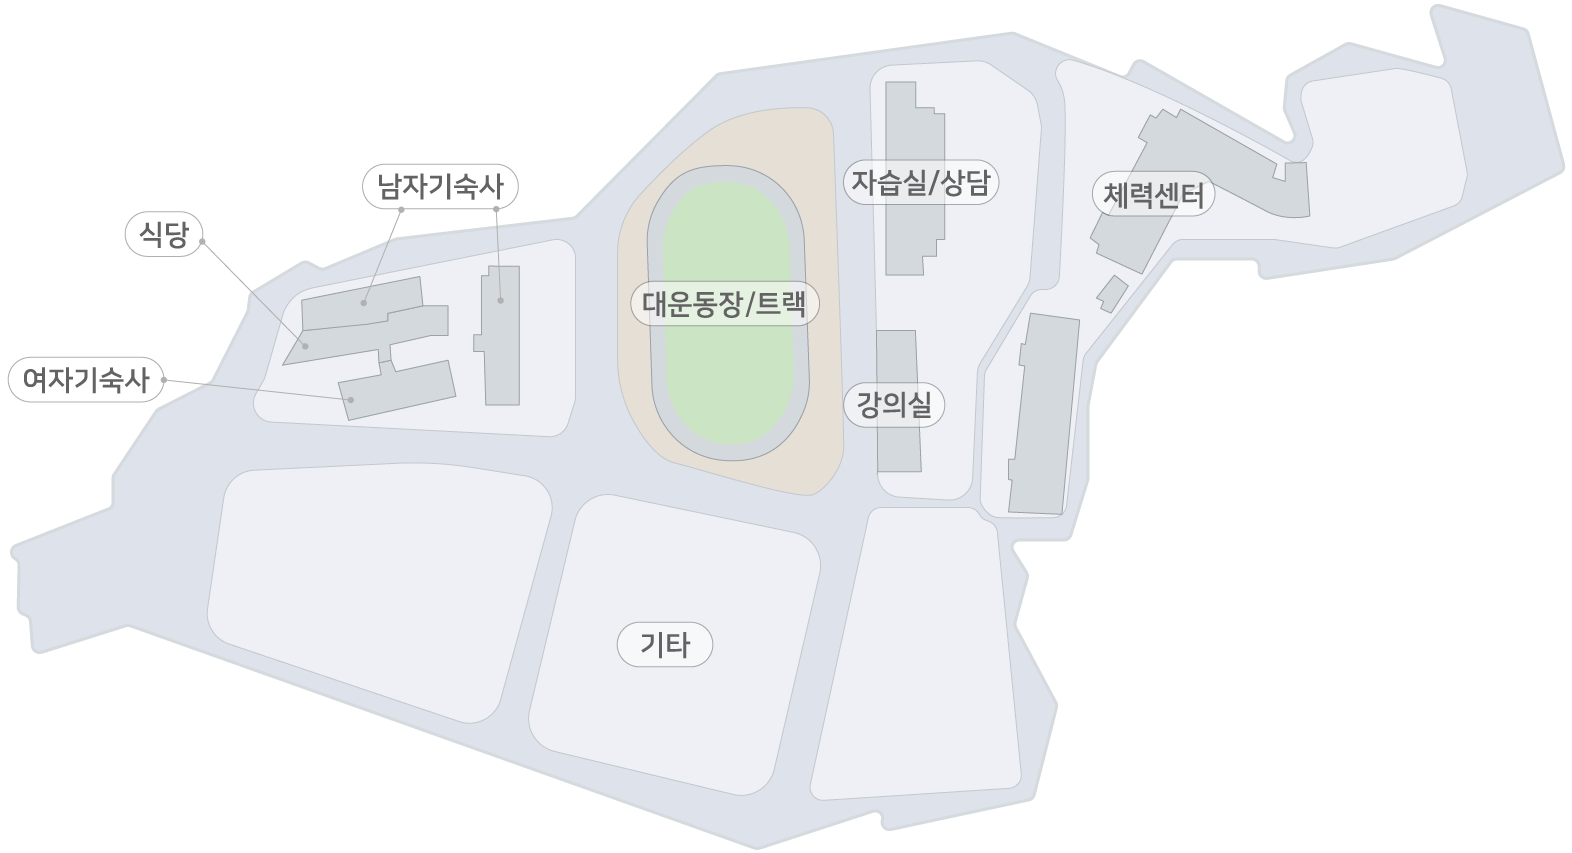 자습실/상담
남자기숙사
체력센터
식당
대운동장/트랙
여자기숙사
강의실
기타